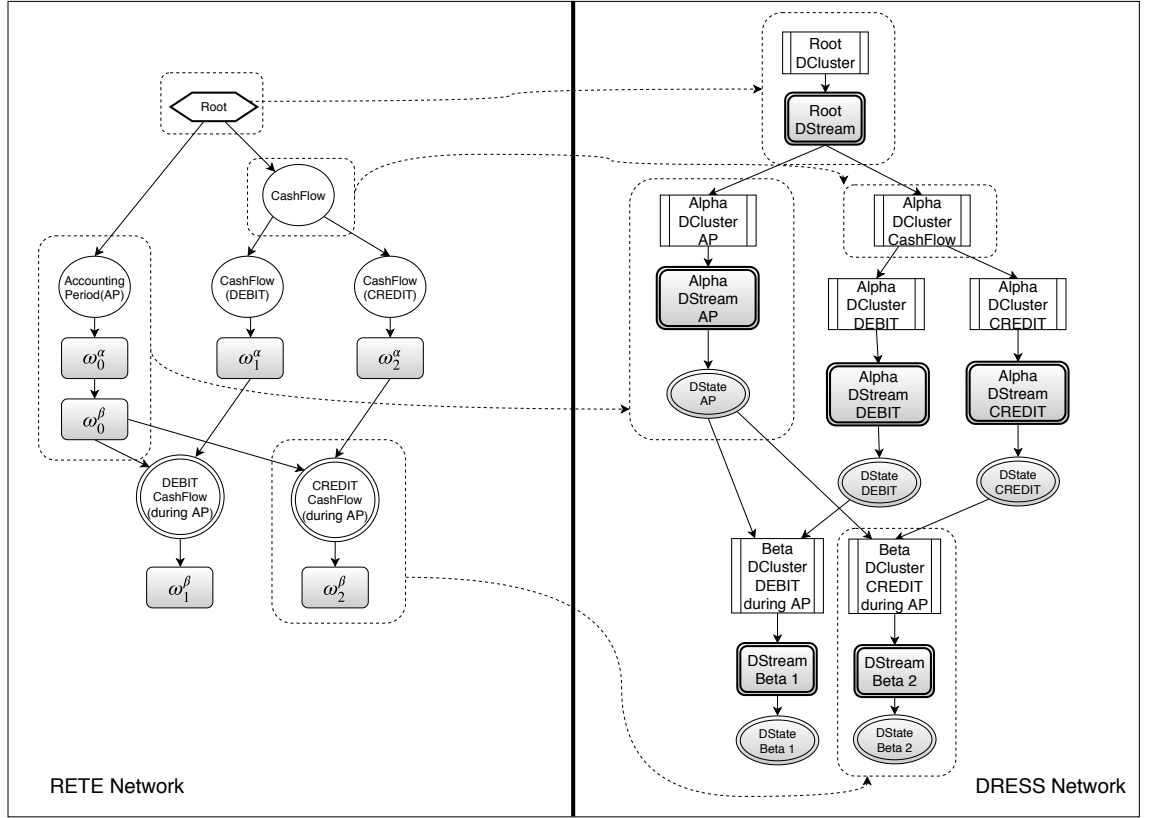 Root
CashFlow
Accounting
Period(AP)
CashFlow
(DEBIT)
CashFlow
(CREDIT)
ω₀^α
ω₁^α
ω₂^α
ω₀^β
DEBIT
CashFlow
(during AP)
CREDIT
CashFlow
(during AP)
ω₁^β
ω₂^β
RETE Network
Root
DCluster
Root
DStream
Alpha
DCluster
AP
Alpha
DCluster
CashFlow
Alpha
DStream
AP
Alpha
DCluster
DEBIT
Alpha
DCluster
CREDIT
DState
AP
Alpha
DStream
DEBIT
Alpha
DStream
CREDIT
DState
DEBIT
DState
CREDIT
Beta
DCluster
DEBIT
during AP
Beta
DCluster
CREDIT
during AP
DStream
Beta 1
DStream
Beta 2
DState
Beta 1
DState
Beta 2
DRESS Network